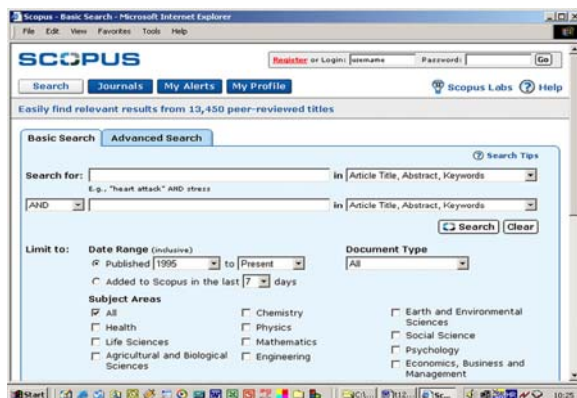 Scopus - Basic Search - Microsoft Internet Explorer
File Edit View Favorites Tools Help
SCOPUS
Register or Login: username Password: Go
Search Journals My Alerts My Profile Scopus Labs ? Help
Easily find relevant results from 13,450 peer-reviewed titles
Basic Search Advanced Search
? Search Tips
Search for: in Article Title, Abstract, Keywords
E.g., "heart attack" AND stress
AND in Article Title, Abstract, Keywords
Search Clear
Limit to: Date Range (inclusive) Document Type
Published 1995 to Present All
Added to Scopus in the last 7 days
Subject Areas
All Chemistry Earth and Environmental
Sciences
Health Physics Social Science
Life Sciences Mathematics Psychology
Agricultural and Biological Engineering Economics, Business and
Sciences Management
Start 10:25